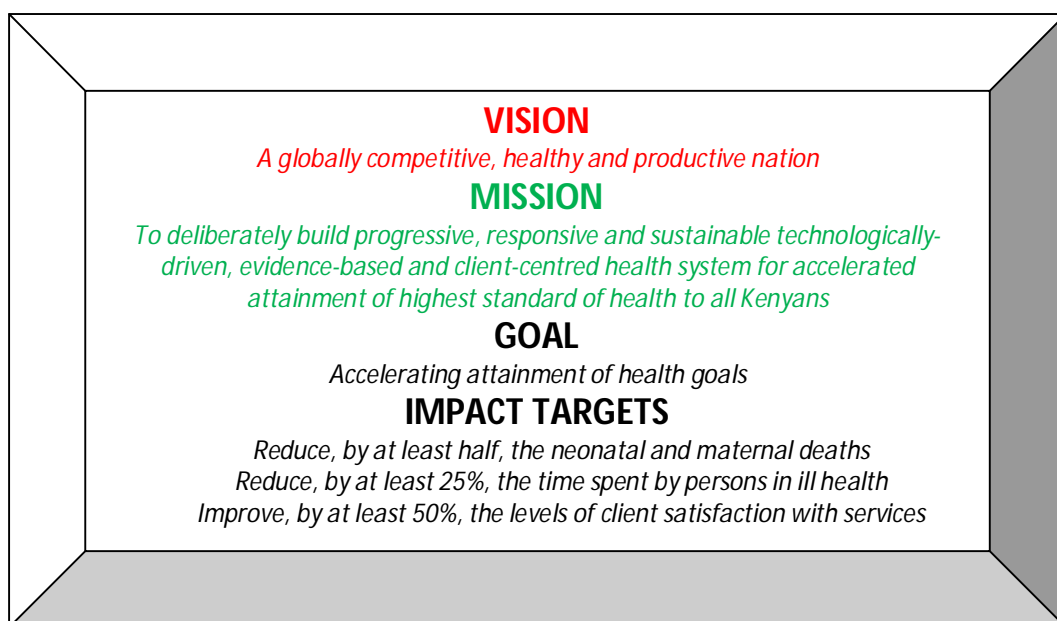 VISION
A globally competitive, healthy and productive nation
MISSION
To deliberately build progressive, responsive and sustainable technologically-
driven, evidence-based and client-centred health system for accelerated
attainment of highest standard of health to all Kenyans
GOAL
Accelerating attainment of health goals
IMPACT TARGETS
Reduce, by at least half, the neonatal and maternal deaths
Reduce, by at least 25%, the time spent by persons in ill health
Improve, by at least 50%, the levels of client satisfaction with services